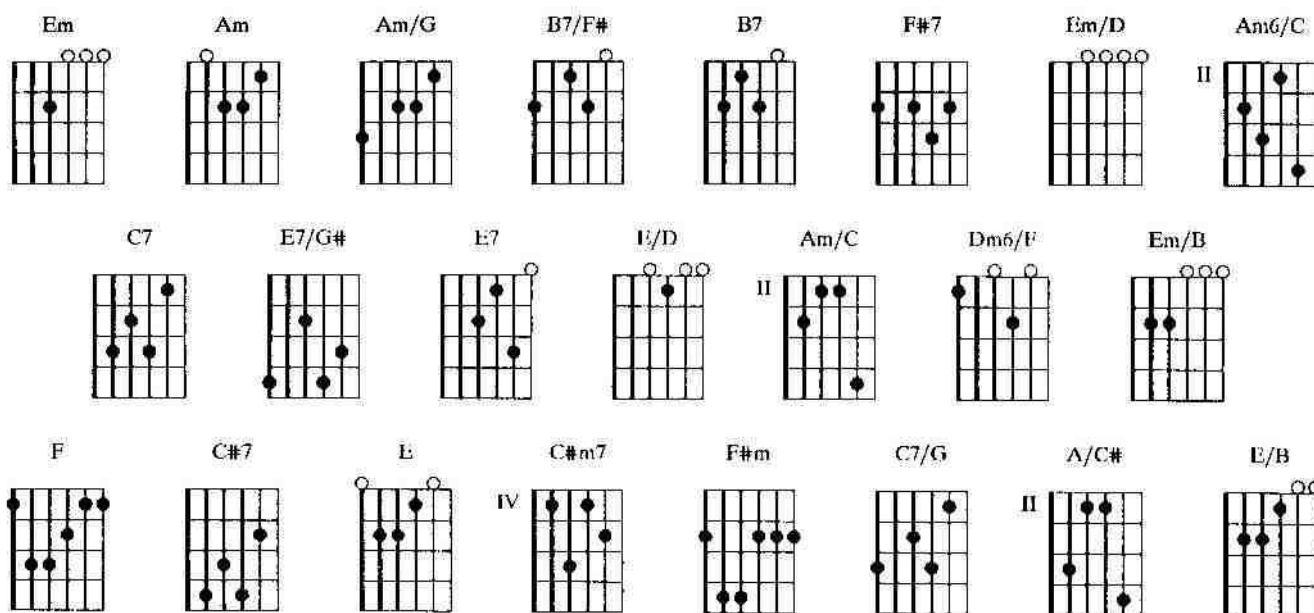 Em Am Am/G B7/F# B7 F#7 Em/D Am6/C
II
C7 E7/G# E7 E/D Am/C Dm6/F Em/B
II
F C#7 E C#m7 F#m C7/G A/C# E/B
IV II